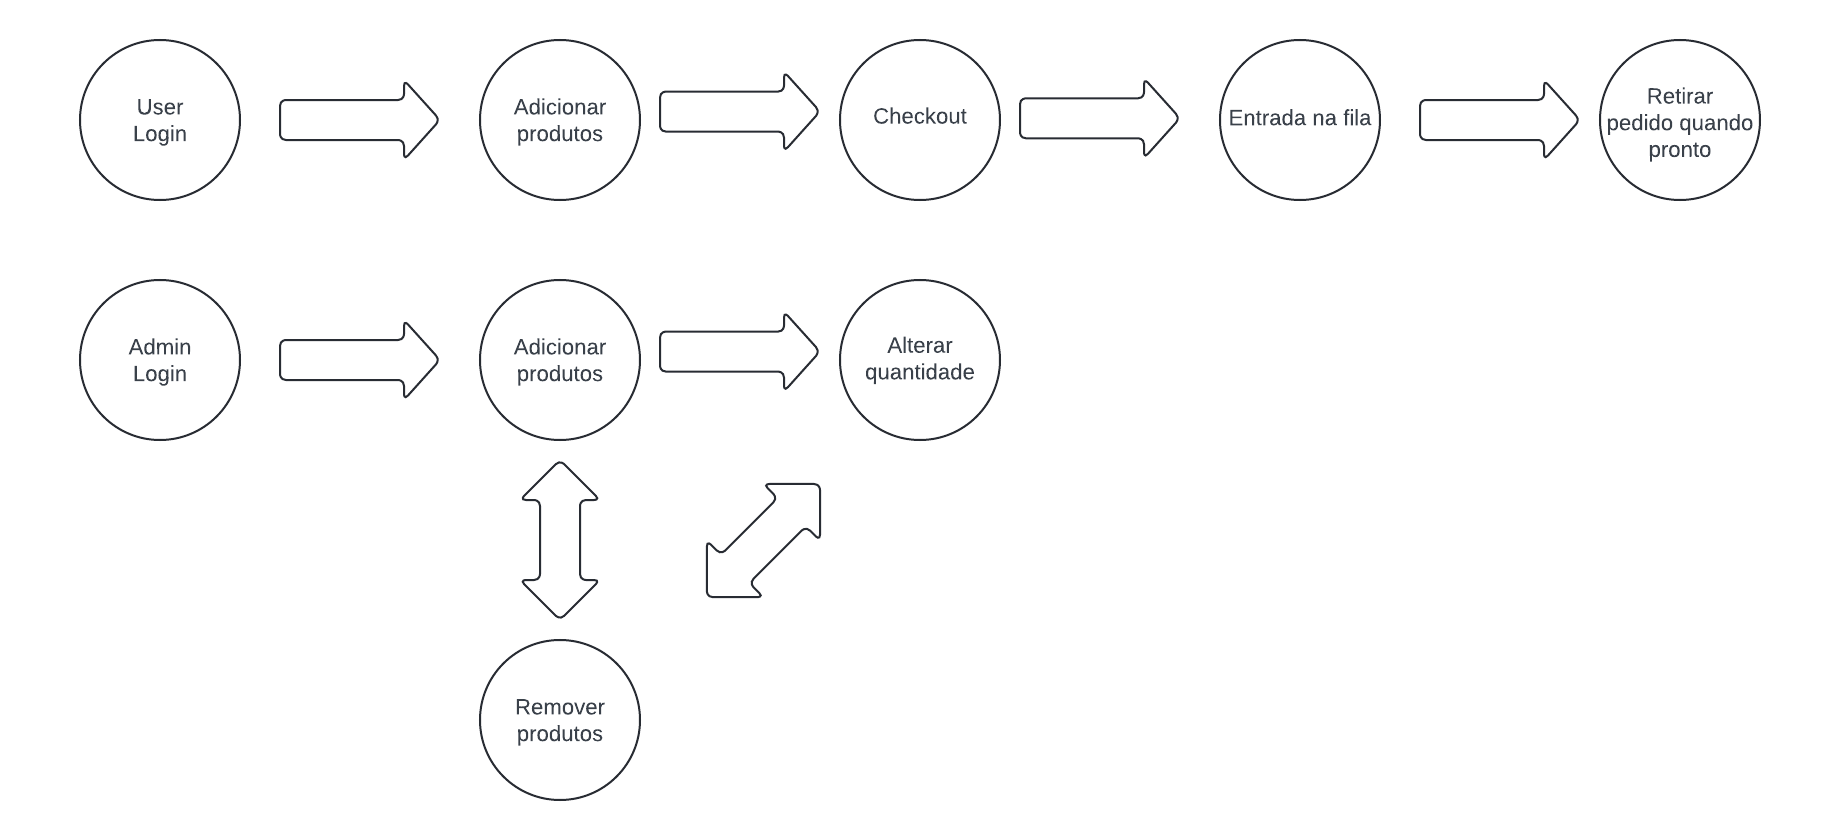 User
Login
Adicionar
produtos
Checkout
Entrada na fila
Retirar
pedido quando
pronto
Admin
Login
Adicionar
produtos
Alterar
quantidade
Remover
produtos